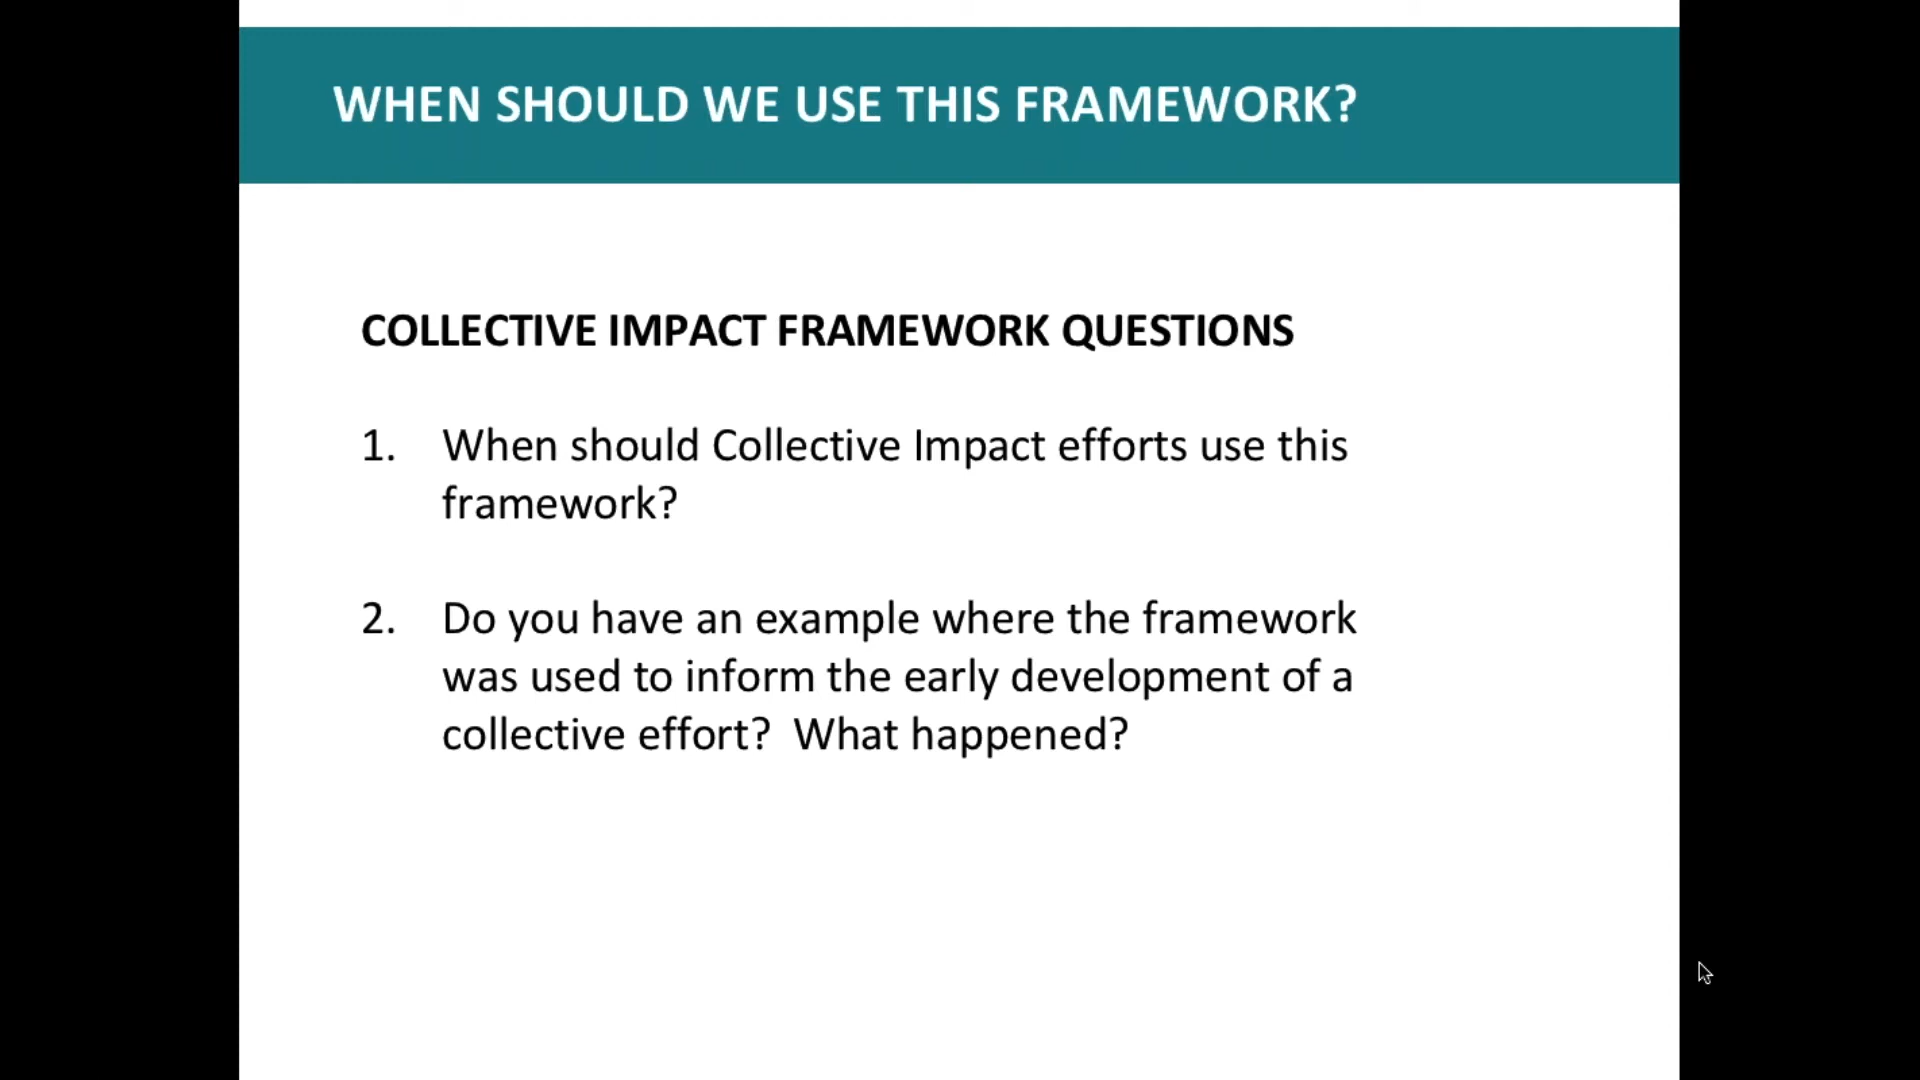 WHEN SHOULD WE USE THIS FRAMEWORK?
COLLECTIVE IMPACT FRAMEWORK QUESTIONS
1. When should Collective Impact efforts use this
framework?
2. Do you have an example where the framework
was used to inform the early development of a
collective effort?  What happened?